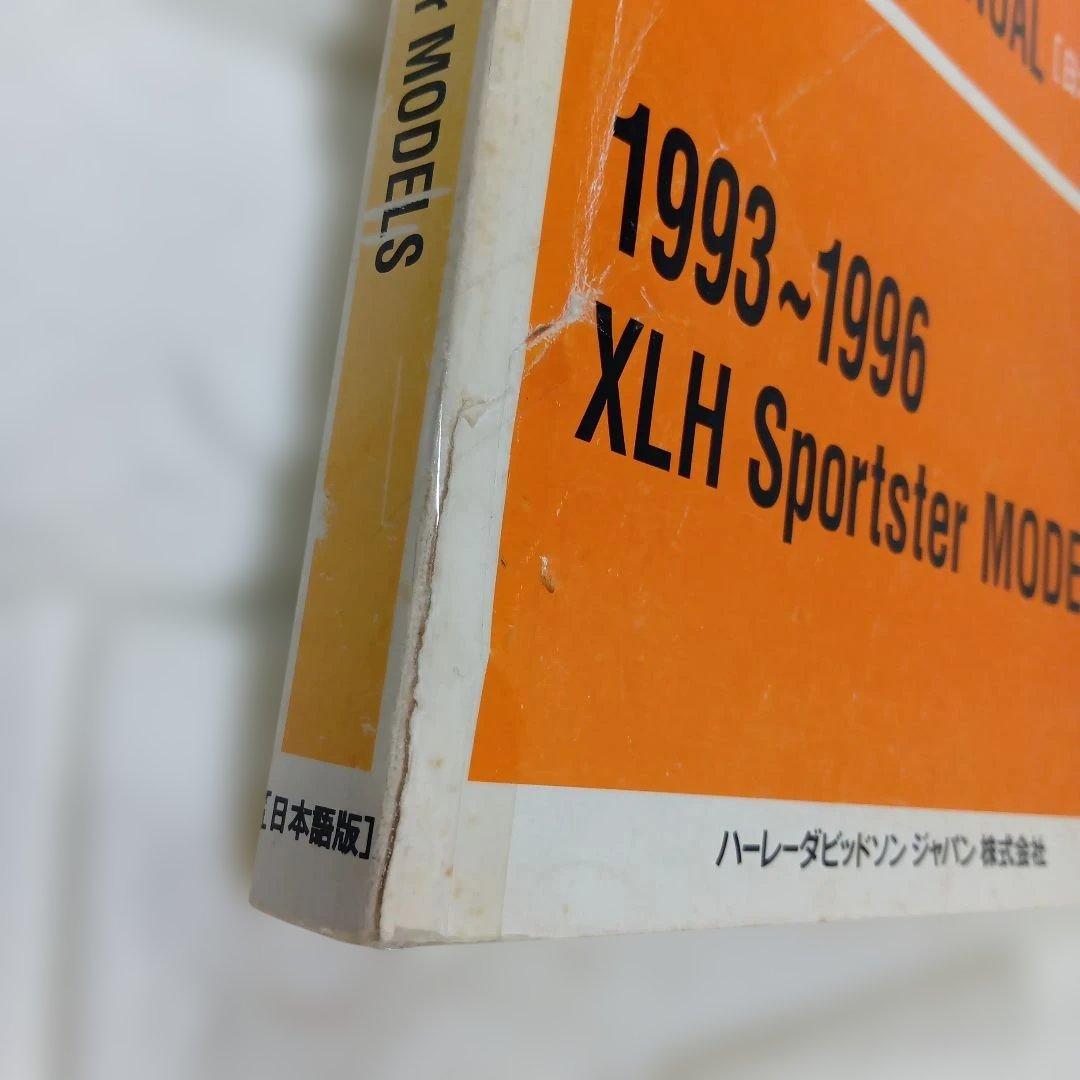 MODELS
[日本語版]
1993~1996
XLH Sportster
ハーレーダビッドソン ジャパン 株式会社